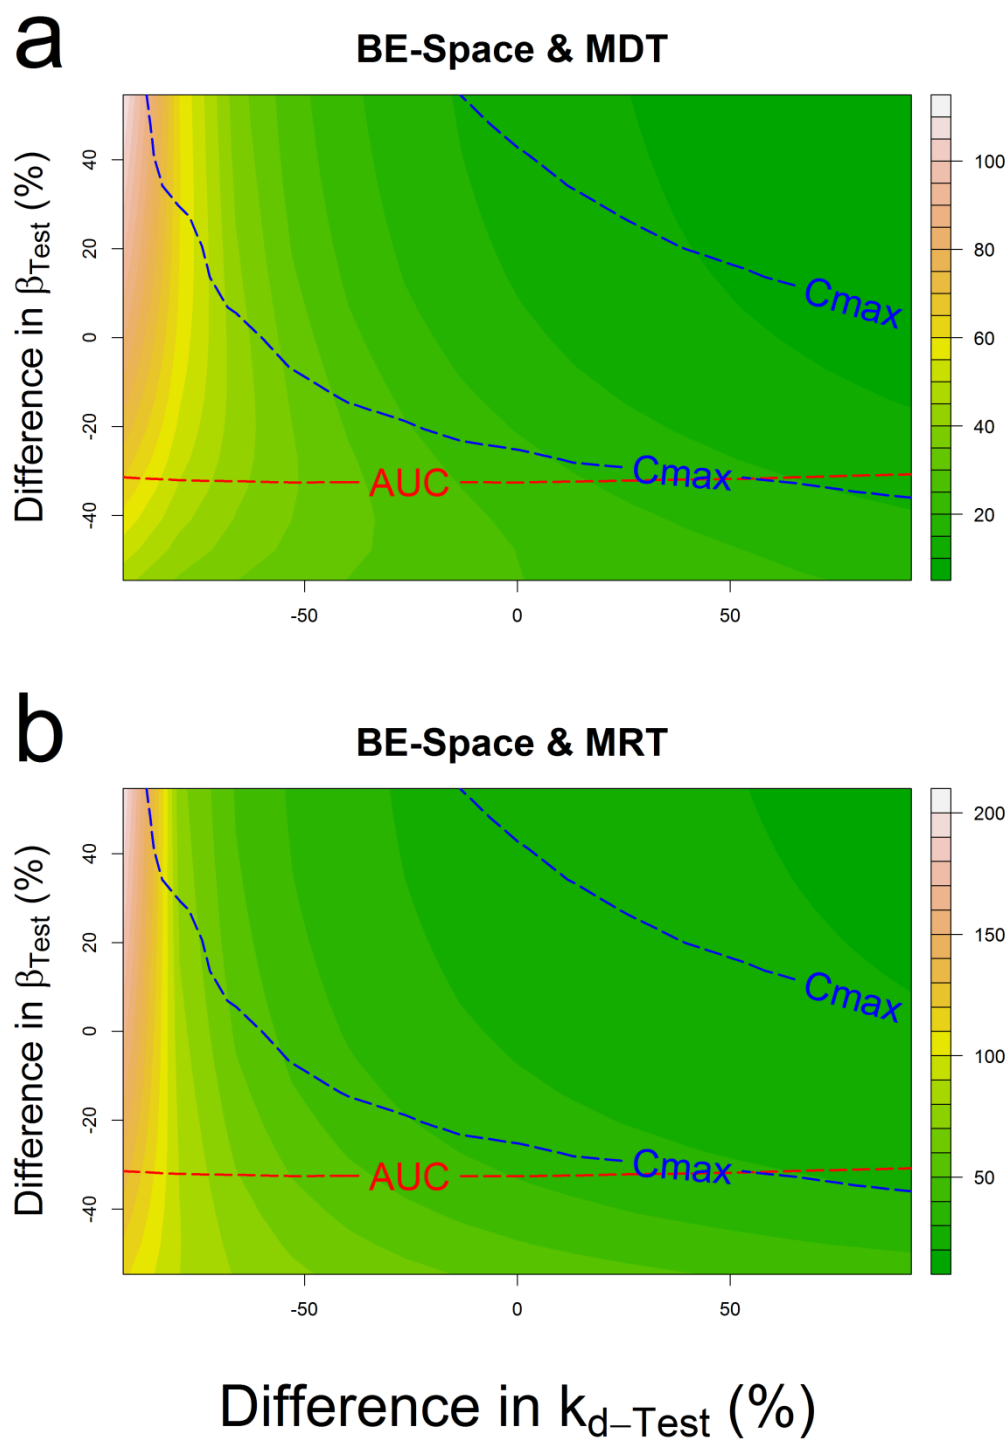 a
BE-Space & MDT
Difference in βTest (%)
40
20
0
-20
-40
-50
0
50
100
80
60
40
20
Cmax
Cmax
AUC
b
BE-Space & MRT
Difference in βTest (%)
40
20
0
-20
-40
-50
0
50
200
150
100
50
Cmax
Cmax
AUC
Difference in kd−Test (%)